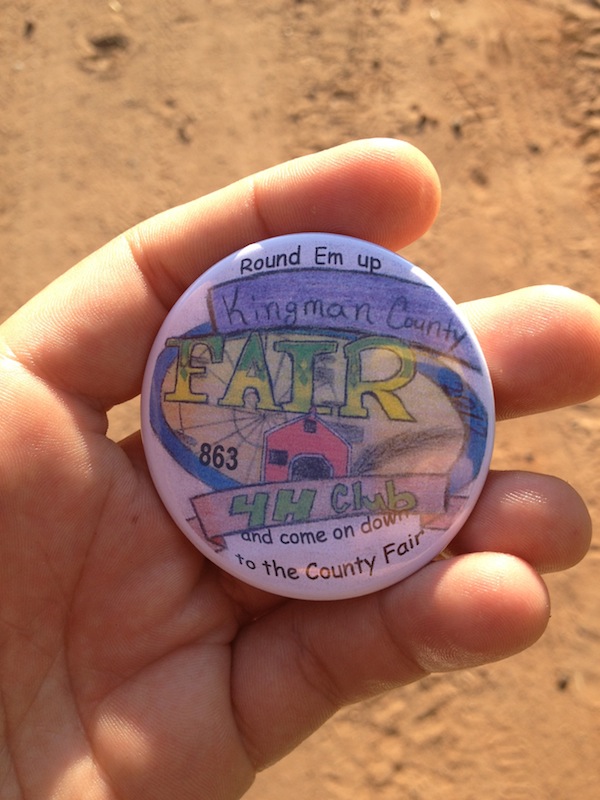 Round Em up
Kingman County
FAIR
863
4H Club
and come on down
to the County Fair